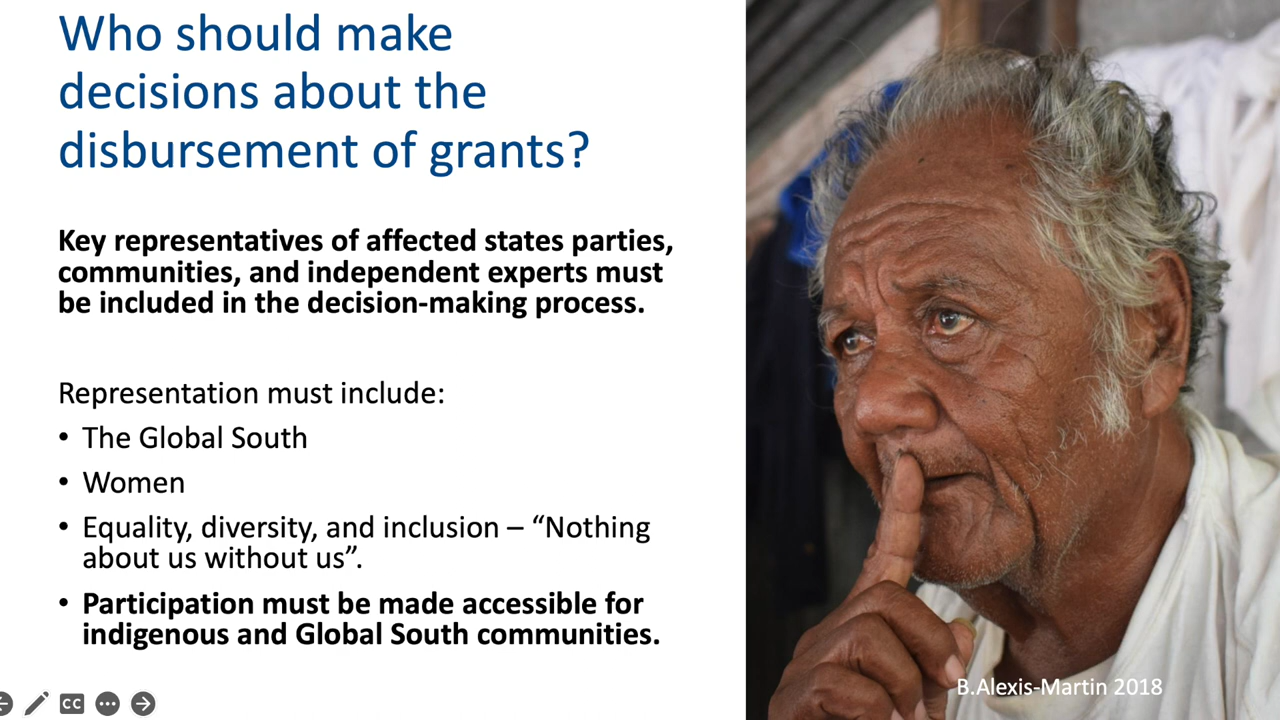 Who should make
decisions about the
disbursement of grants?
Key representatives of affected states parties,
communities, and independent experts must
be included in the decision-making process.
Representation must include:
• The Global South
• Women
• Equality, diversity, and inclusion – “Nothing
about us without us”.
• Participation must be made accessible for
indigenous and Global South communities.
CC
B.Alexis-Martin 2018